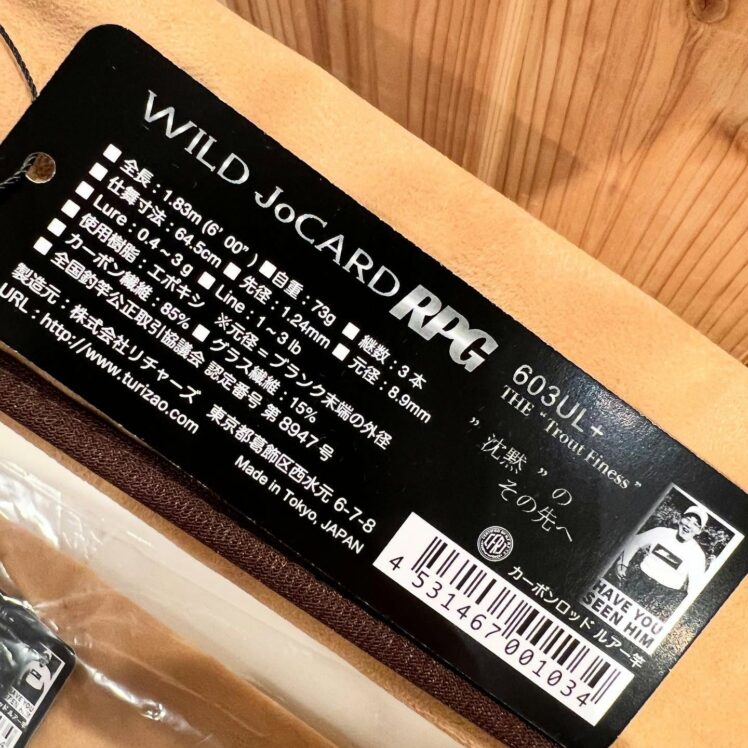 WILD JoCARD RPG
603UL+
THE "Trout Finess"
■全長：1.83m(6' 00") ■自重：73g ■継数：3本
■仕舞寸法：64.5cm ■先径：1.24mm ■元径：8.9mm
■Lure：0.4~3g ■Line：1~3lb ※元径=ブランク末端の外径
■使用樹脂：エポキシ
■カーボン繊維：85% ■グラス繊維：15%
■全国釣竿公正取引協議会 認定番号 第8947号
製造元：株式会社リチャーズ 東京都葛飾区西水元 6-7-8
URL：http://www.turizao.com Made in Tokyo, JAPAN
"沈黙"の
その先へ
カーボンロッド ルアー竿
4 531467 001034
HAVE YOU
SEEN HIM
HAVE YOU
SEEN HIM